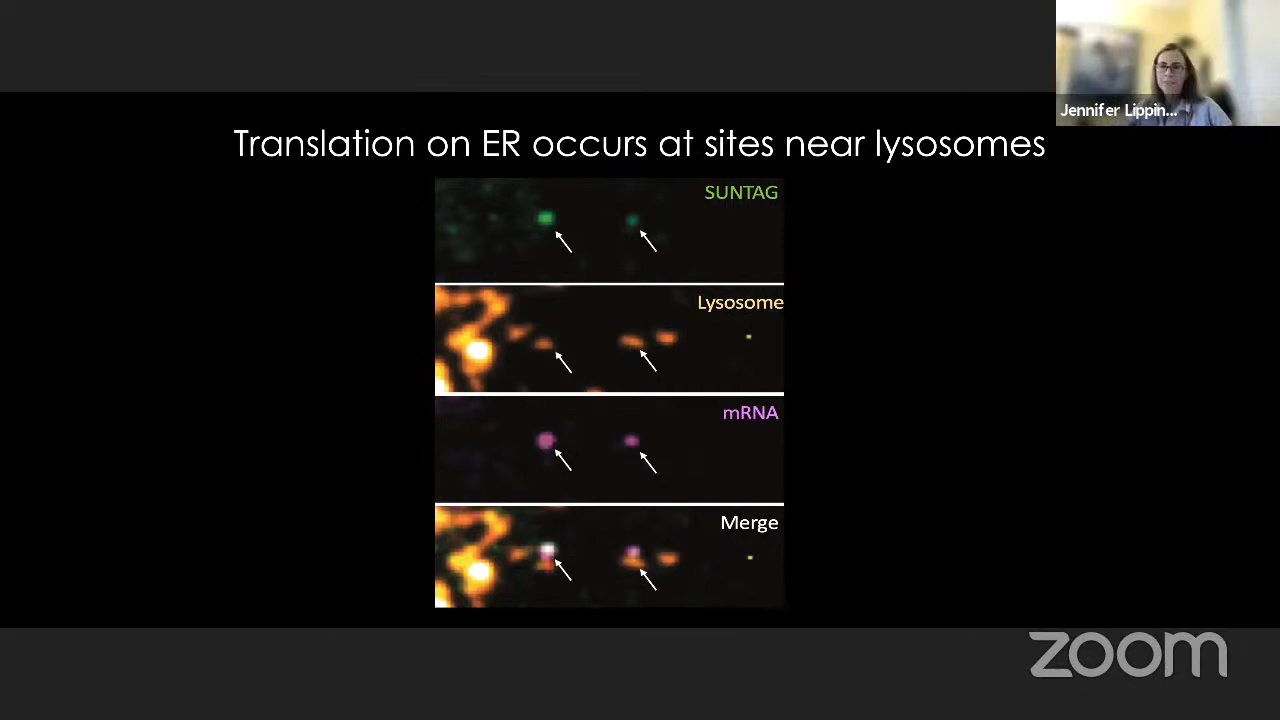 Jennifer Lippin...
Translation on ER occurs at sites near lysosomes
SUNTAG
Lysosome
mRNA
Merge
zoom